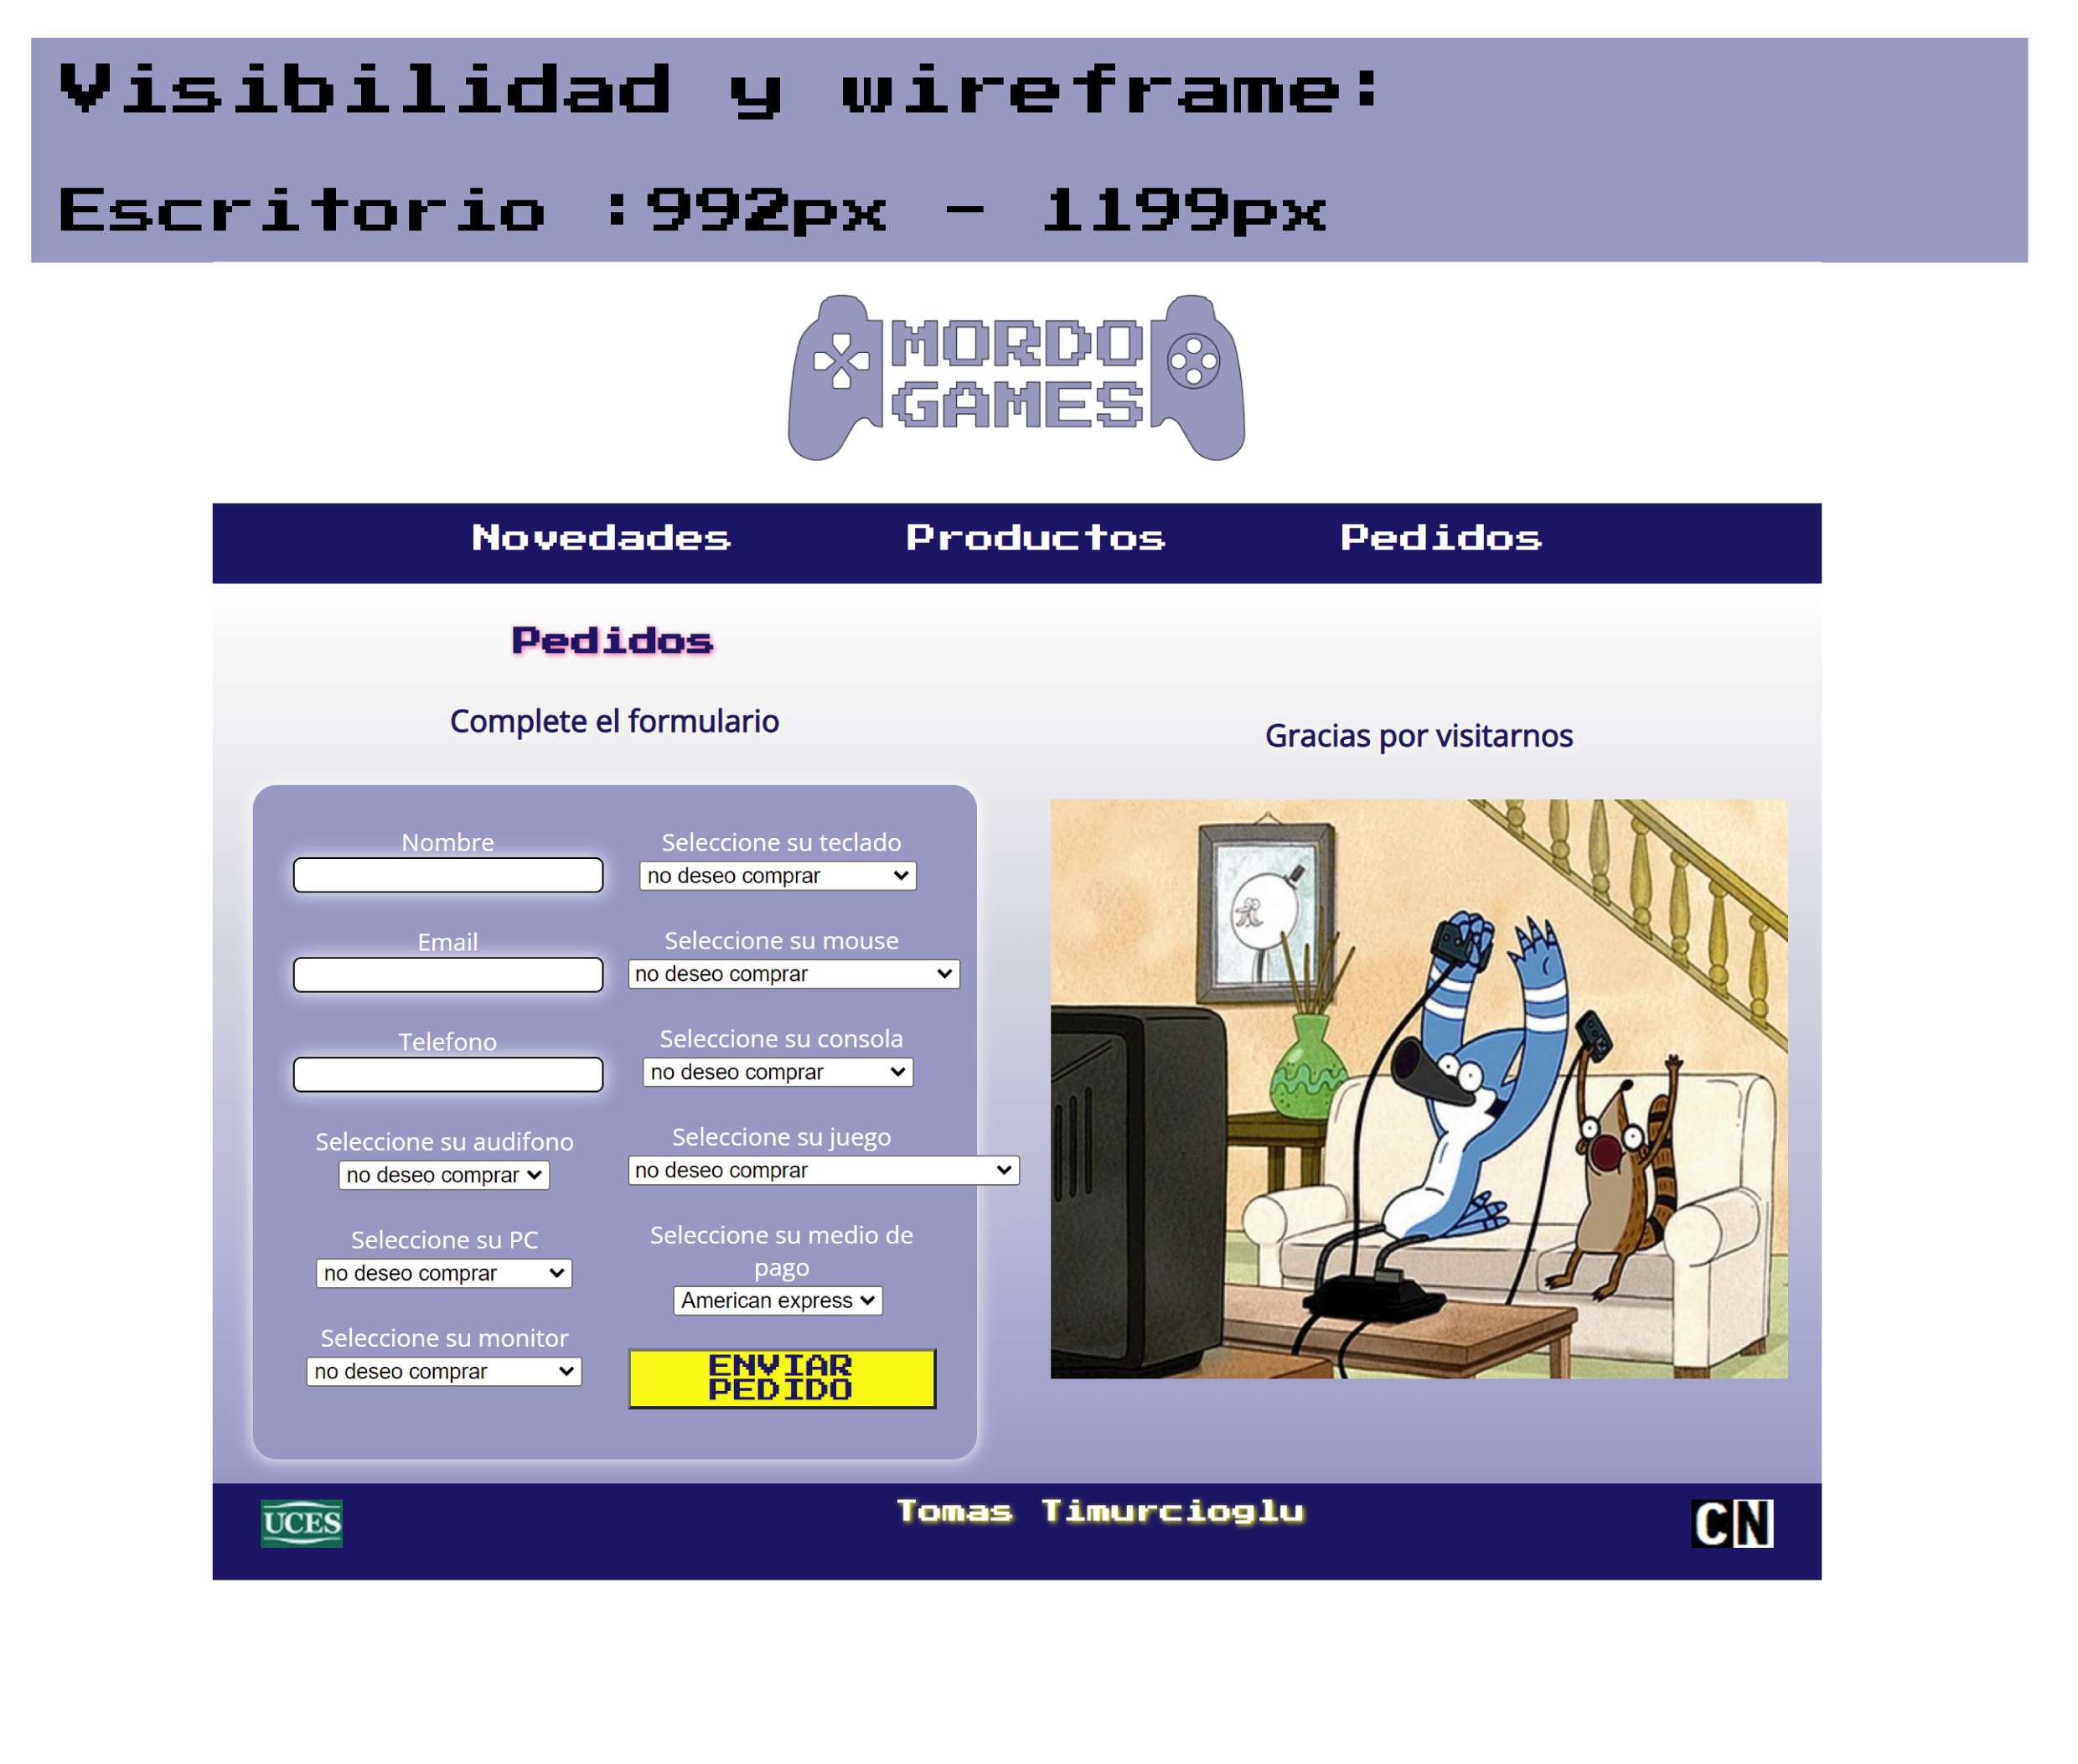 Visibilidad y wireframe:
Escritorio :992px - 1199px
MORDO
GAMES
Novedades Productos Pedidos
Pedidos
Complete el formulario
Nombre
Email
Telefono
Seleccione su audifono
no deseo comprar
Seleccione su PC
no deseo comprar
Seleccione su monitor
no deseo comprar
Seleccione su teclado
no deseo comprar
Seleccione su mouse
no deseo comprar
Seleccione su consola
no deseo comprar
Seleccione su juego
no deseo comprar
Seleccione su medio de
pago
American express
ENVIAR
PEDIDO
Gracias por visitarnos
UCES
Tomas Timurcioglu
CN